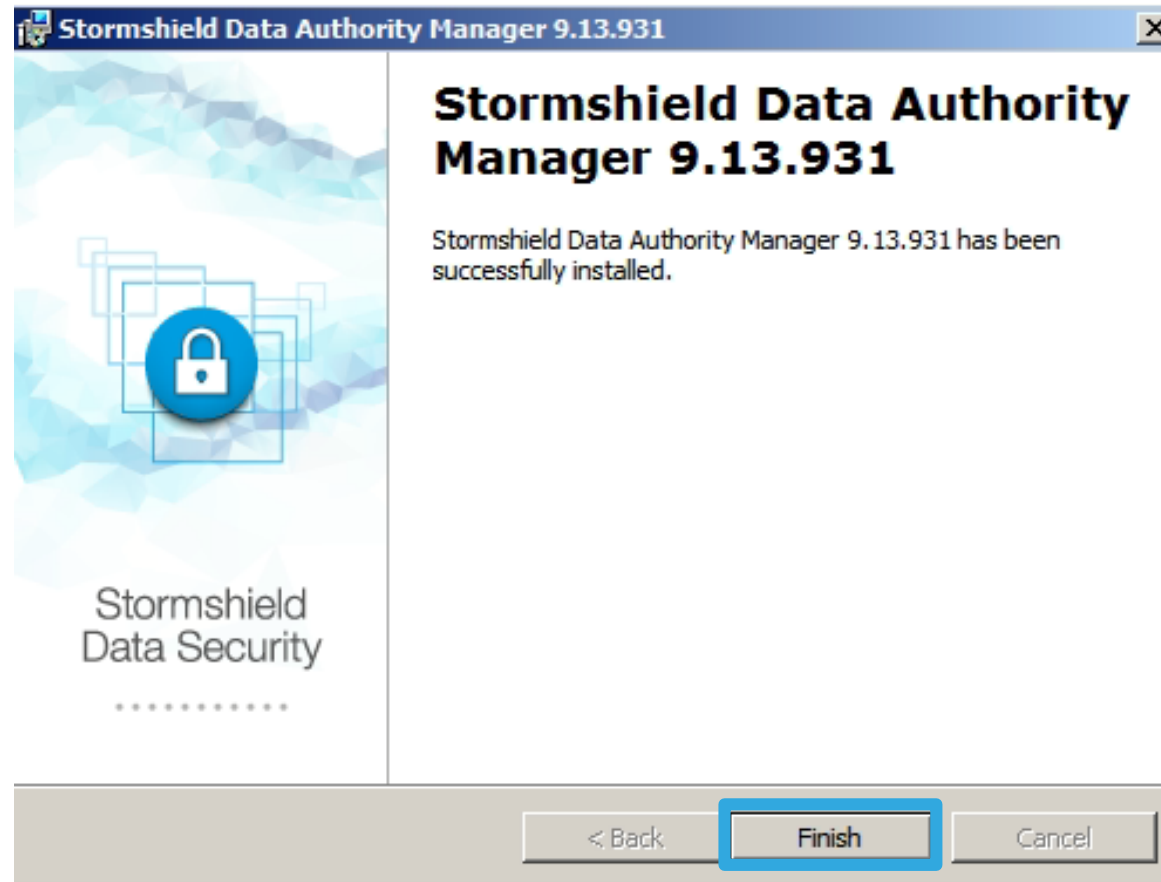 Stormshield Data Authority Manager 9.13.931
Stormshield Data Authority
Manager 9.13.931
Stormshield Data Authority Manager 9.13.931 has been
successfully installed.
Stormshield
Data Security
< Back
Finish
Cancel